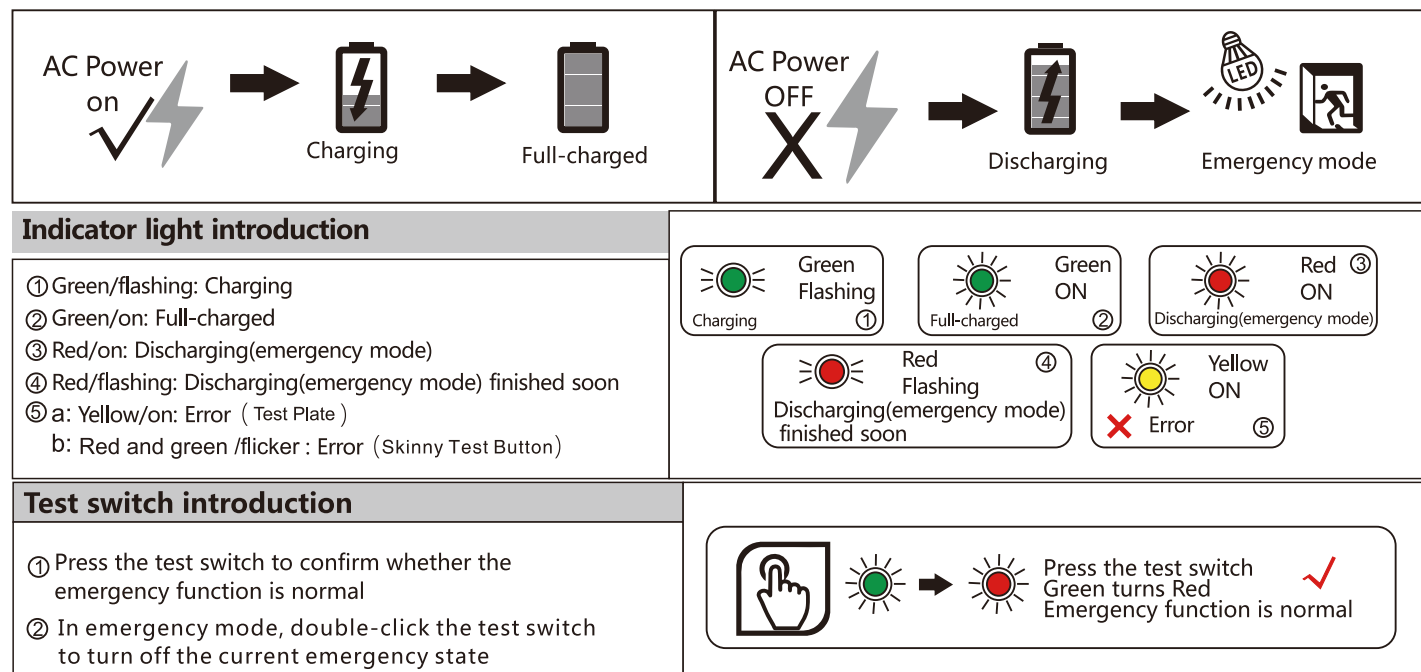 AC Power
on
Charging
Full-charged
AC Power
OFF
X
Discharging
LED
Emergency mode
Indicator light introduction
① Green/flashing: Charging
② Green/on: Full-charged
③ Red/on: Discharging(emergency mode)
④ Red/flashing: Discharging(emergency mode) finished soon
⑤ a: Yellow/on: Error ( Test Plate )
b: Red and green /flicker : Error (Skinny Test Button)
Green
Flashing
Charging ①
Green
ON
Full-charged ②
Red ③
ON
Discharging(emergency mode)
Red ④
Flashing
Discharging(emergency mode)
finished soon
Yellow
ON
Error ⑤
Test switch introduction
① Press the test switch to confirm whether the
emergency function is normal
② In emergency mode, double-click the test switch
to turn off the current emergency state
Press the test switch
Green turns Red
Emergency function is normal